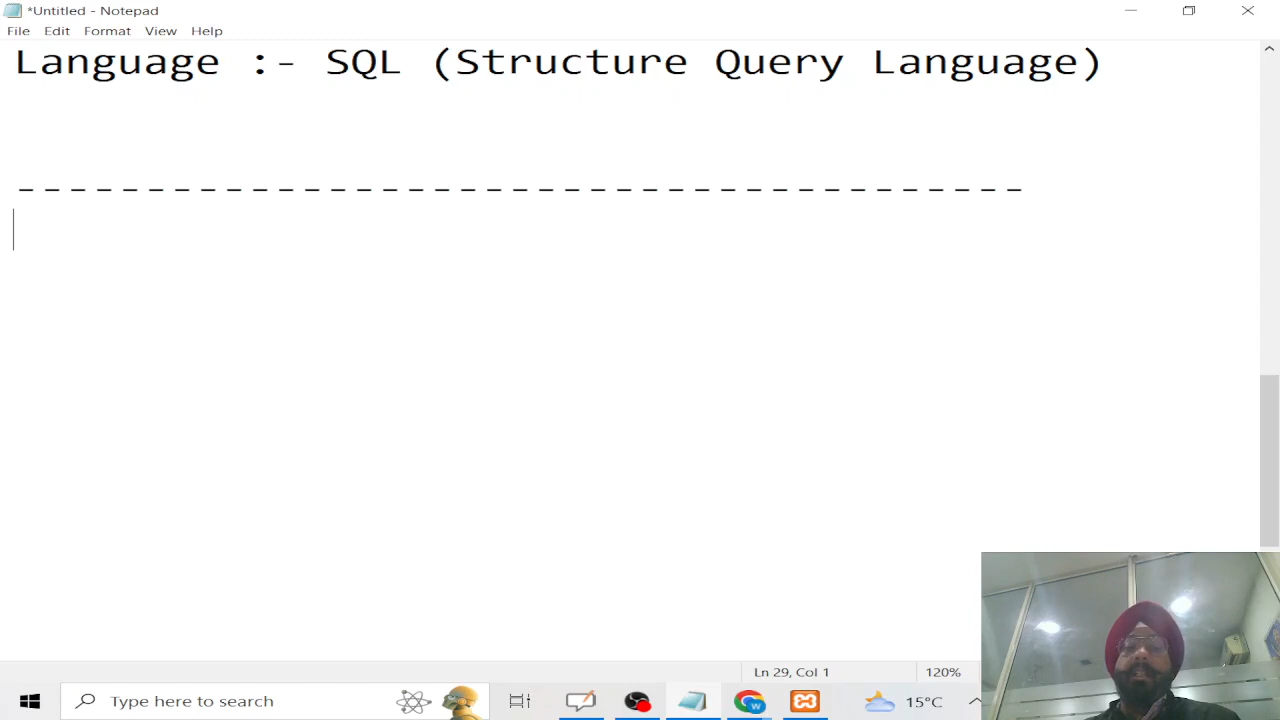 *Untitled - Notepad
File Edit Format View Help
Language :- SQL (Structure Query Language)
----------------------------------------
Ln 29, Col 1
120%
Type here to search
15°C